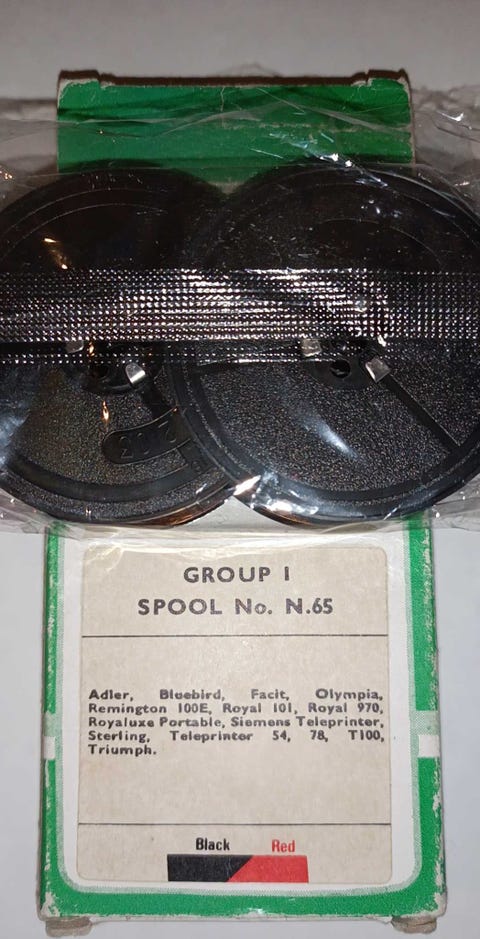 GROUP 1
SPOOL No. N.65
Adler, Bluebird, Facit, Olympia,
Remington 100E, Royal 101, Royal 970,
Royaluxe Portable, Siemens Teleprinter,
Sterling, Teleprinter 54, 78, T100,
Triumph.
Black Red